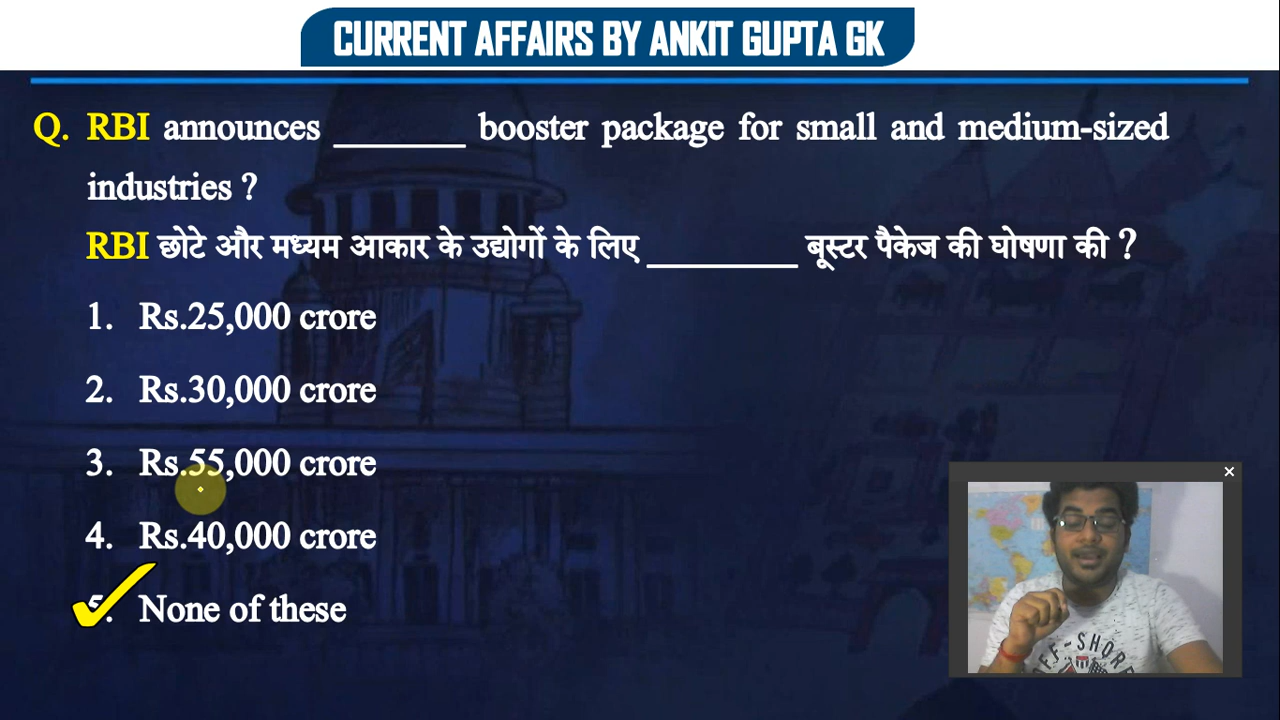 CURRENT AFFAIRS BY ANKIT GUPTA GK
Q. RBI announces _______ booster package for small and medium-sized
industries ?
RBI छोटे और मध्यम आकार के उद्योगों के लिए ________ बूस्टर पैकेज की घोषणा की ?
1. Rs.25,000 crore
2. Rs.30,000 crore
3. Rs.55,000 crore
4. Rs.40,000 crore
5. None of these